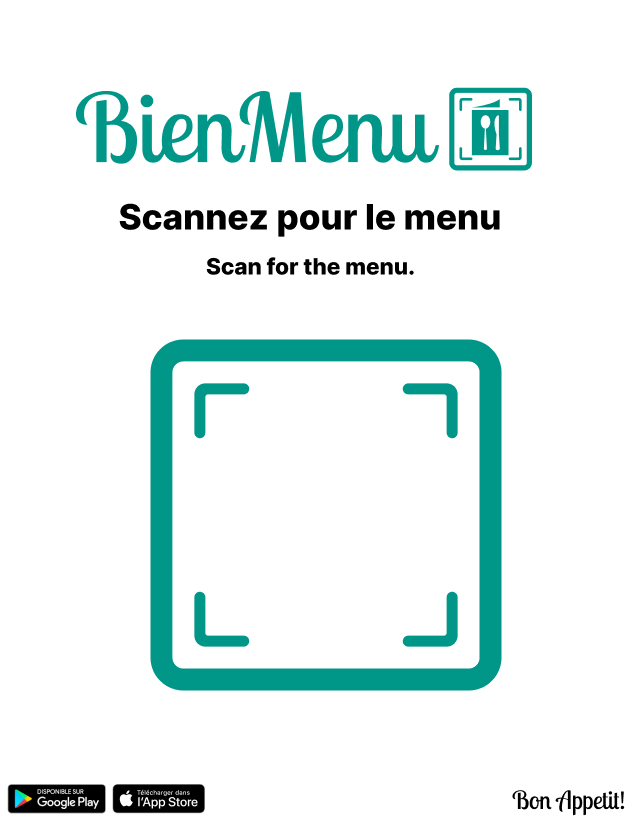 BienMenu
Scannez pour le menu
Scan for the menu.
DISPONIBLE SUR
Google Play
Télécharger dans
l'App Store
Bon Appetit!